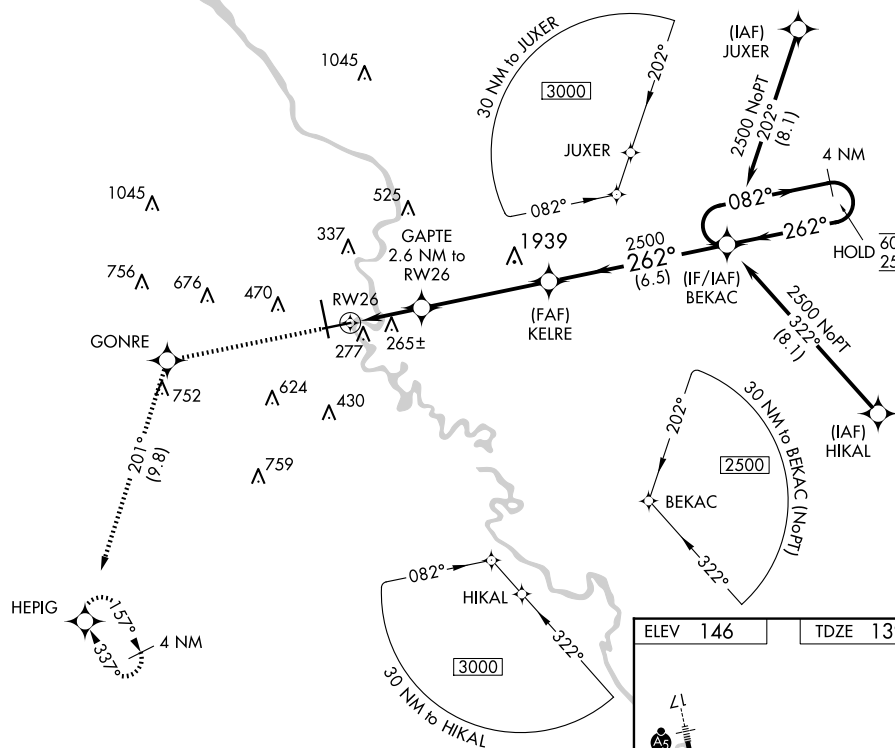 1045
30 NM to JUXER
3000
202°
JUXER
082°
(IAF)
JUXER
2500 NoPT
202°
(8.1)
4 NM
082°
262°
HOLD
1045
525
337
GAPTE
2.6 NM to
RW26
1939
2500
262°
(6.5)
(IF/IAF)
BEKAC
(FAF)
KELRE
756
676
470
RW26
277
265±
GONRE
752
624
430
759
2500 NoPT
322°
(8.1)
(IAF)
HIKAL
201°
(9.8)
202°
30 NM to BEKAC (NoPT)
2500
BEKAC
322°
HEPIG
157°
337°
4 NM
082°
HIKAL
322°
3000
30 NM to HIKAL
ELEV 146
TDZE
17
A5